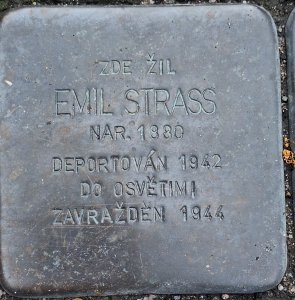 ZDE ŽIL
EMIL STRASS
NAR. 1880
DEPORTOVÁN 1942
DO OSVĚTIMI
ZAVRAŽDĚN 1944